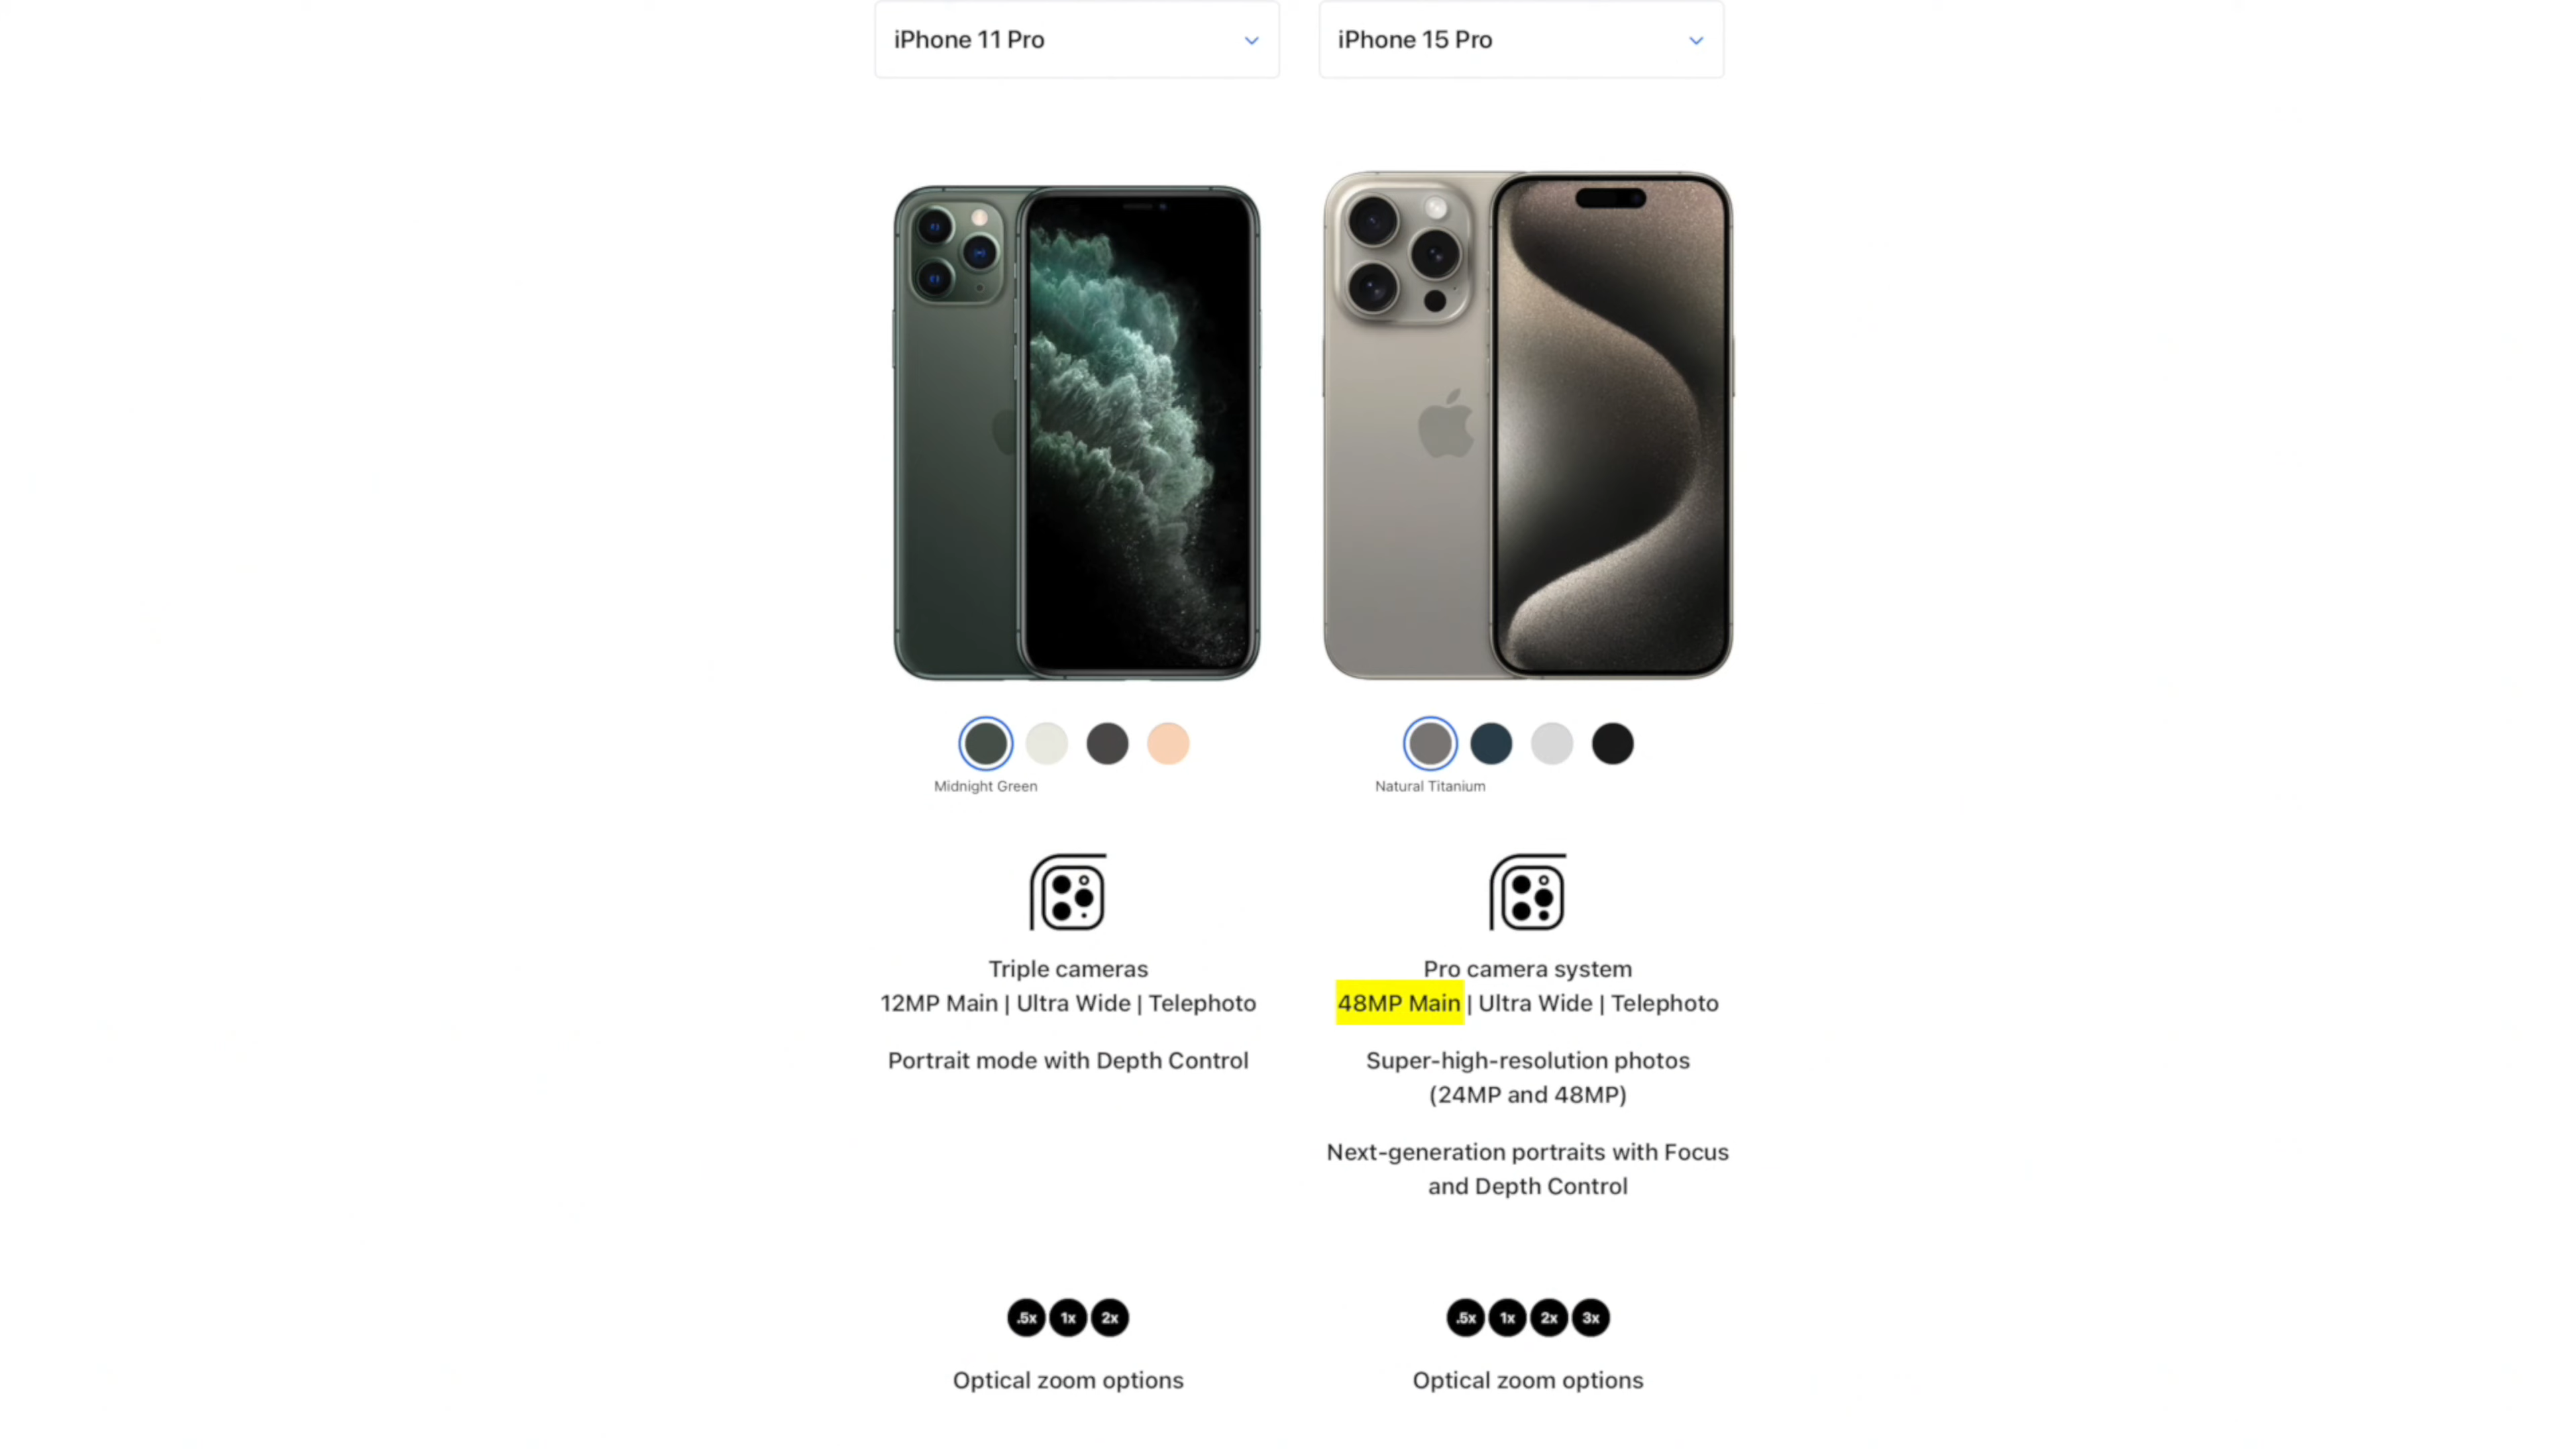 iPhone 11 Pro
iPhone 15 Pro
Midnight Green
Natural Titanium
Triple cameras
12MP Main | Ultra Wide | Telephoto
Portrait mode with Depth Control
Pro camera system
48MP Main | Ultra Wide | Telephoto
Super-high-resolution photos
(24MP and 48MP)
Next-generation portraits with Focus
and Depth Control
.5x 1x 2x
Optical zoom options
.5x 1x 2x 3x
Optical zoom options